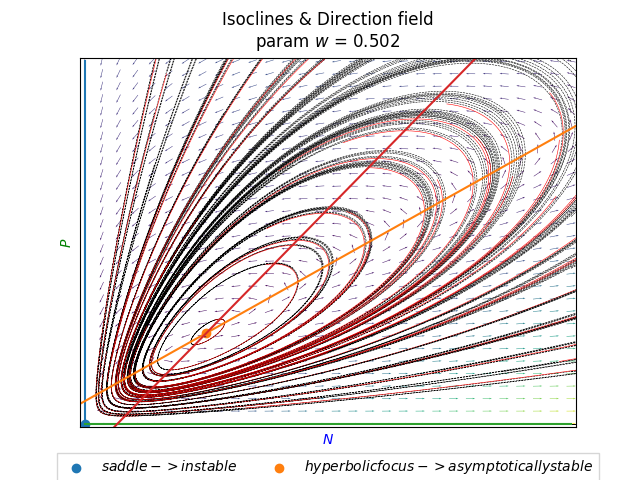 Isoclines & Direction field
param w = 0.502
P
N
saddle−>instable
hyperbolicfocus−>asymptoticallystable